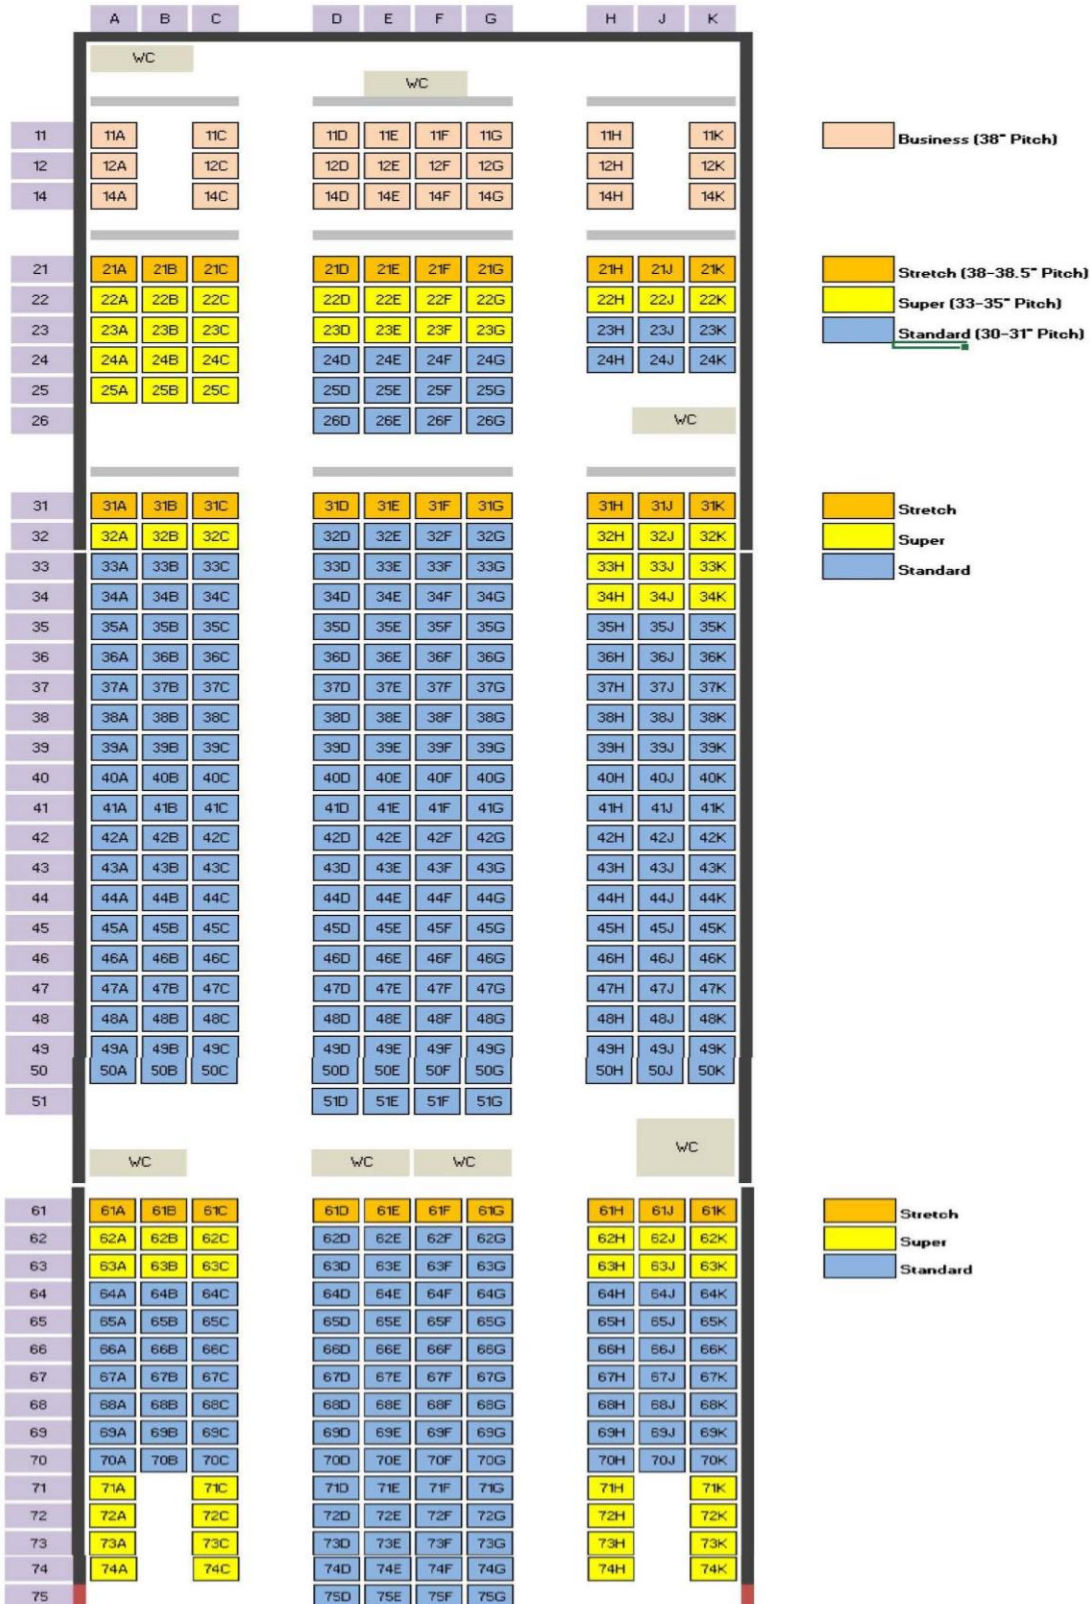 A B C D E F G H J K
WC
WC
11 11A 11C 11D 11E 11F 11G 11H 11K Business (38" Pitch)
12 12A 12C 12D 12E 12F 12G 12H 12K
14 14A 14C 14D 14E 14F 14G 14H 14K
21 21A 21B 21C 21D 21E 21F 21G 21H 21J 21K Stretch (38-38.5" Pitch)
22 22A 22B 22C 22D 22E 22F 22G 22H 22J 22K Super (33-35" Pitch)
23 23A 23B 23C 23D 23E 23F 23G 23H 23J 23K Standard (30-31" Pitch)
24 24A 24B 24C 24D 24E 24F 24G 24H 24J 24K
25 25A 25B 25C 25D 25E 25F 25G
26 26D 26E 26F 26G WC
31 31A 31B 31C 31D 31E 31F 31G 31H 31J 31K Stretch
32 32A 32B 32C 32D 32E 32F 32G 32H 32J 32K Super
33 33A 33B 33C 33D 33E 33F 33G 33H 33J 33K Standard
34 34A 34B 34C 34D 34E 34F 34G 34H 34J 34K
35 35A 35B 35C 35D 35E 35F 35G 35H 35J 35K
36 36A 36B 36C 36D 36E 36F 36G 36H 36J 36K
37 37A 37B 37C 37D 37E 37F 37G 37H 37J 37K
38 38A 38B 38C 38D 38E 38F 38G 38H 38J 38K
39 39A 39B 39C 39D 39E 39F 39G 39H 39J 39K
40 40A 40B 40C 40D 40E 40F 40G 40H 40J 40K
41 41A 41B 41C 41D 41E 41F 41G 41H 41J 41K
42 42A 42B 42C 42D 42E 42F 42G 42H 42J 42K
43 43A 43B 43C 43D 43E 43F 43G 43H 43J 43K
44 44A 44B 44C 44D 44E 44F 44G 44H 44J 44K
45 45A 45B 45C 45D 45E 45F 45G 45H 45J 45K
46 46A 46B 46C 46D 46E 46F 46G 46H 46J 46K
47 47A 47B 47C 47D 47E 47F 47G 47H 47J 47K
48 48A 48B 48C 48D 48E 48F 48G 48H 48J 48K
49 49A 49B 49C 49D 49E 49F 49G 49H 49J 49K
50 50A 50B 50C 50D 50E 50F 50G 50H 50J 50K
51 51D 51E 51F 51G
WC
WC WC WC
61 61A 61B 61C 61D 61E 61F 61G 61H 61J 61K Stretch
62 62A 62B 62C 62D 62E 62F 62G 62H 62J 62K Super
63 63A 63B 63C 63D 63E 63F 63G 63H 63J 63K Standard
64 64A 64B 64C 64D 64E 64F 64G 64H 64J 64K
65 65A 65B 65C 65D 65E 65F 65G 65H 65J 65K
66 66A 66B 66C 66D 66E 66F 66G 66H 66J 66K
67 67A 67B 67C 67D 67E 67F 67G 67H 67J 67K
68 68A 68B 68C 68D 68E 68F 68G 68H 68J 68K
69 69A 69B 69C 69D 69E 69F 69G 69H 69J 69K
70 70A 70B 70C 70D 70E 70F 70G 70H 70J 70K
71 71A 71C 71D 71E 71F 71G 71H 71K
72 72A 72C 72D 72E 72F 72G 72H 72K
73 73A 73C 73D 73E 73F 73G 73H 73K
74 74A 74C 74D 74E 74F 74G 74H 74K
75 75D 75E 75F 75G